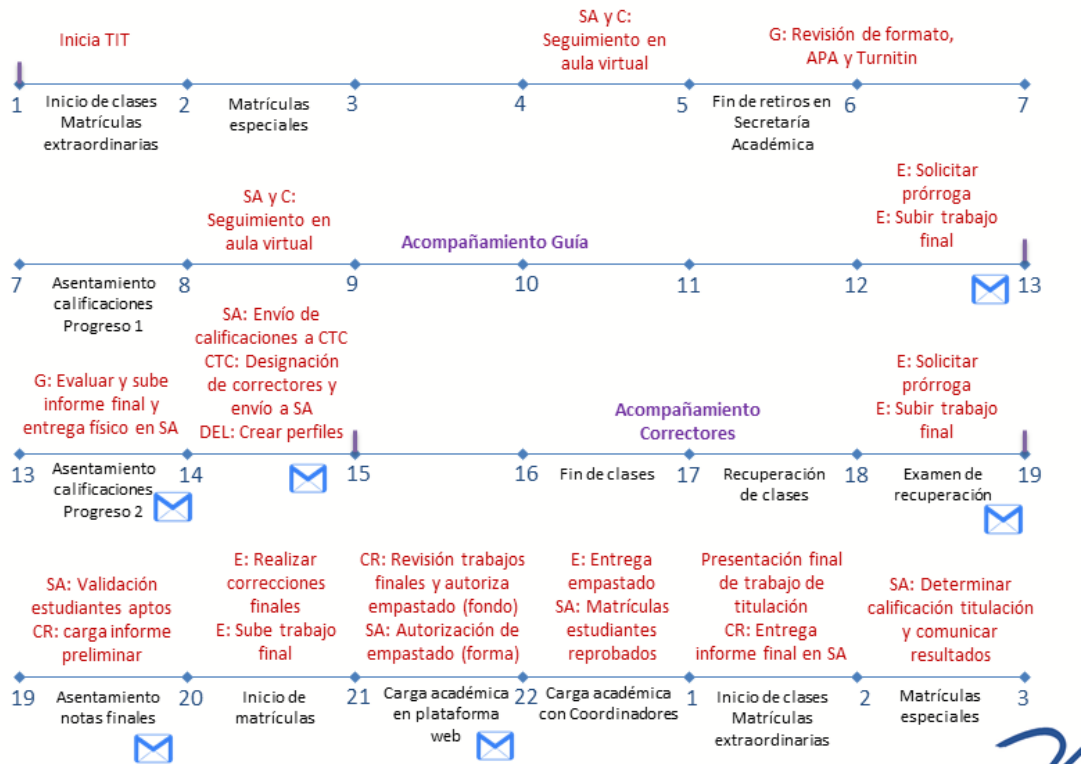 Inicia TIT
SA y C:
Seguimiento en
aula virtual
G: Revisión de formato,
APA y Turnitin
1 2 3 4 5 6 7
Inicio de clases
Matrículas
extraordinarias
Matrículas
especiales
Fin de retiros en
Secretaría
Académica
SA y C:
Seguimiento en
aula virtual
Acompañamiento Guía
E: Solicitar
prórroga
E: Subir trabajo
final
7 8 9 10 11 12 13
Asentamiento
calificaciones
Progreso 1
G: Evaluar y sube
informe final y
entrega físico en SA
SA: Envío de
calificaciones a CTC
CTC: Designación
de correctores y
envío a SA
DEL: Crear perfiles
Acompañamiento
Correctores
E: Solicitar
prórroga
E: Subir trabajo
final
13 14 15 16 17 18 19
Asentamiento
calificaciones
Progreso 2
Fin de clases
Recuperación
de clases
Examen de
recuperación
SA: Validación
estudiantes aptos
CR: carga informe
preliminar
E: Realizar
correcciones
finales
E: Sube trabajo
final
CR: Revisión trabajos
finales y autoriza
empastado (fondo)
SA: Autorización de
empastado (forma)
E: Entrega
empastado
SA: Matrículas
estudiantes
reprobados
Presentación final
de trabajo de
titulación
CR: Entrega
informe final en SA
SA: Determinar
calificación titulación
y comunicar
resultados
19 20 21 22 1 2 3
Asentamiento
notas finales
Inicio de
matrículas
Carga académica
en plataforma
web
Carga académica
con Coordinadores
Inicio de clases
Matrículas
extraordinarias
Matrículas
especiales